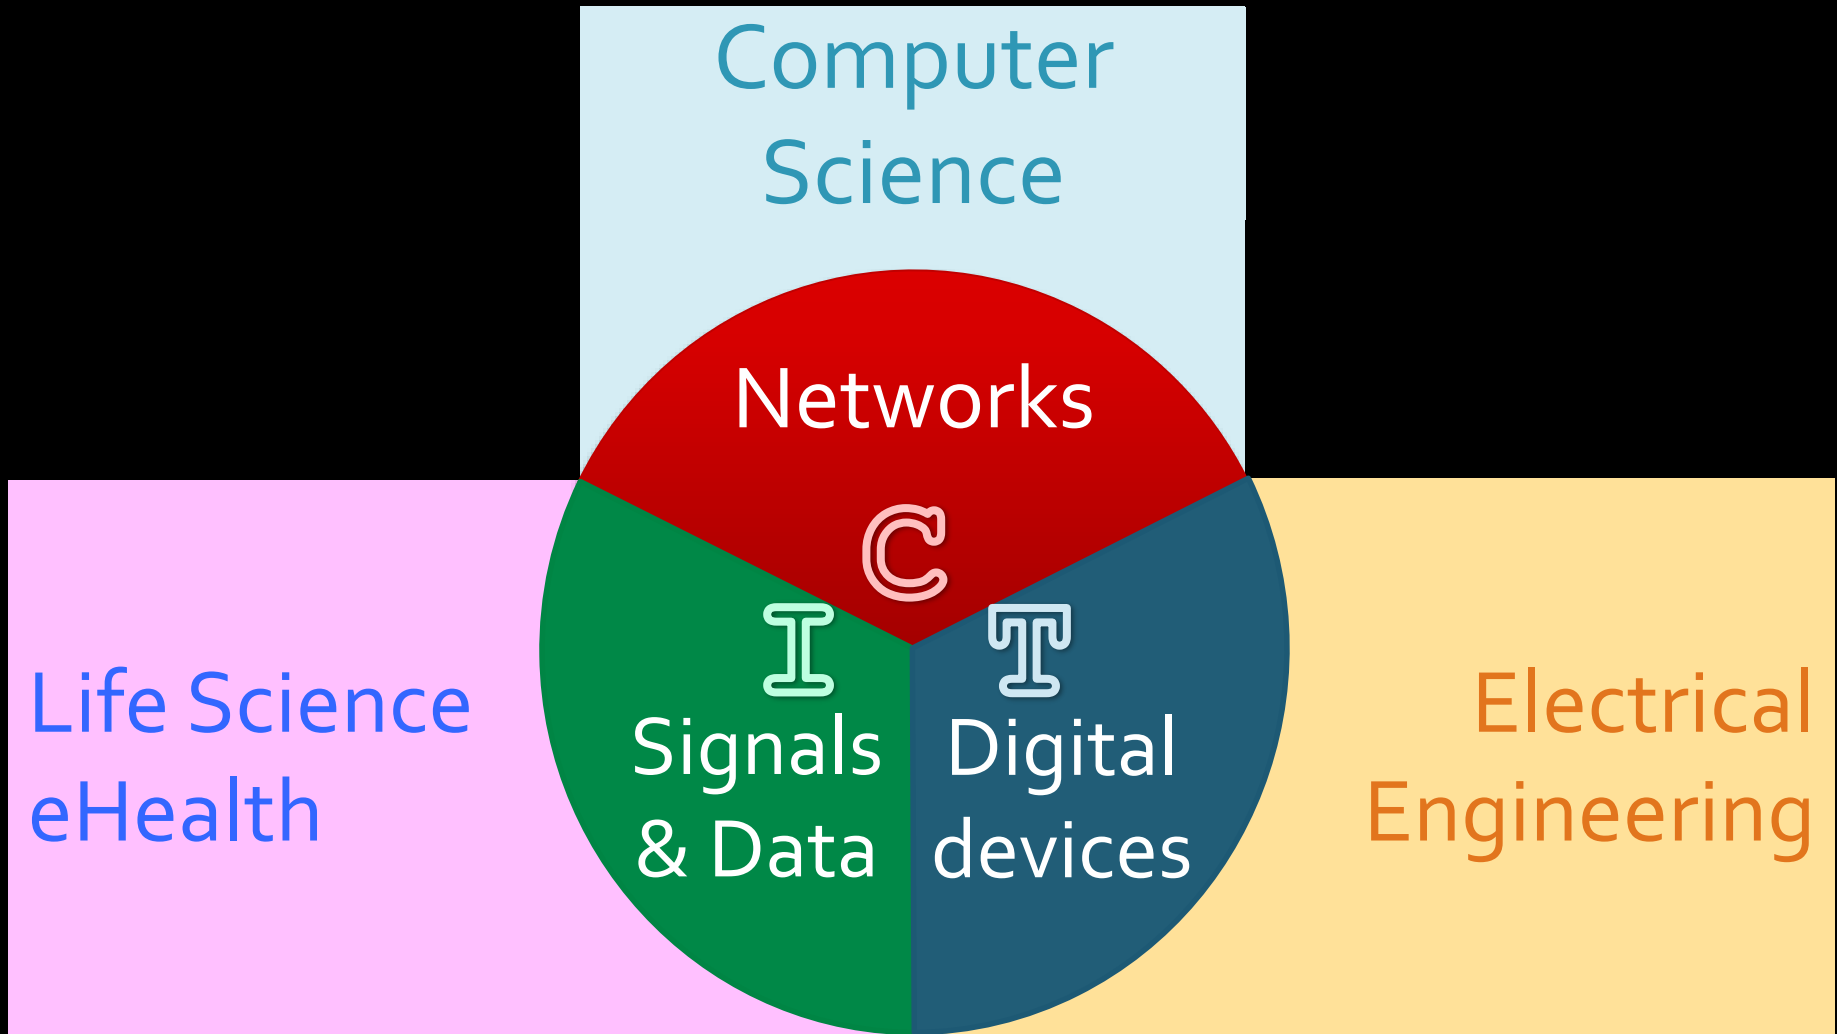 Computer
Science
Networks
C
I
T
Life Science
eHealth
Signals
& Data
Digital
devices
Electrical
Engineering